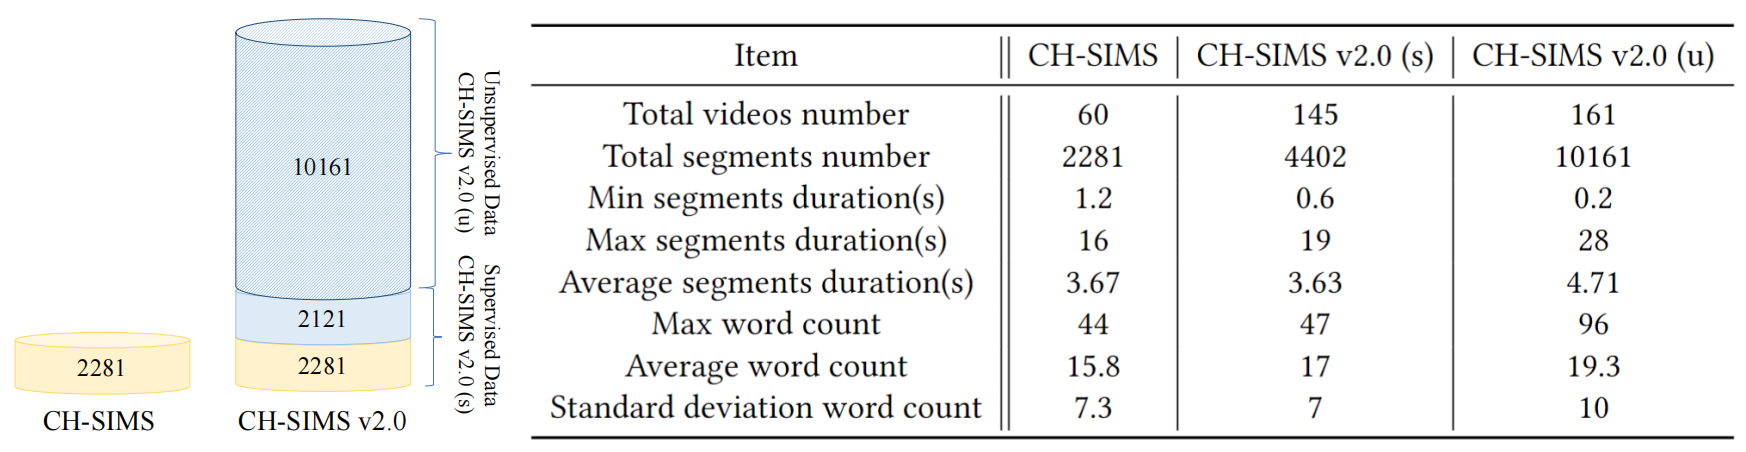 10161
2121
2281
2281
CH-SIMS
CH-SIMS v2.0
Unsupervised Data
CH-SIMS v2.0 (u)
Supervised Data
CH-SIMS v2.0 (s)
Item CH-SIMS CH-SIMS v2.0 (s) CH-SIMS v2.0 (u)
Total videos number 60 145 161
Total segments number 2281 4402 10161
Min segments duration(s) 1.2 0.6 0.2
Max segments duration(s) 16 19 28
Average segments duration(s) 3.67 3.63 4.71
Max word count 44 47 96
Average word count 15.8 17 19.3
Standard deviation word count 7.3 7 10